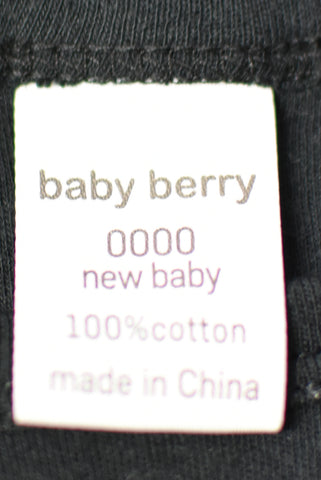 baby berry
0000
new baby
100%cotton
made in China